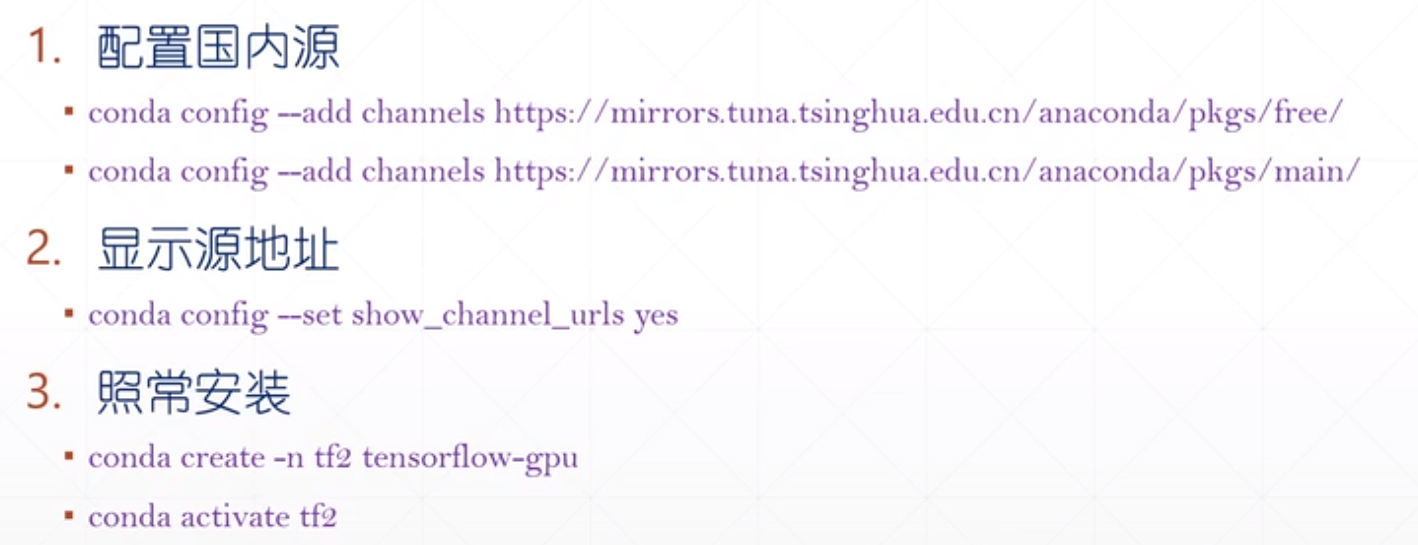 1. 配置国内源
▪ conda config --add channels https://mirrors.tuna.tsinghua.edu.cn/anaconda/pkgs/free/
▪ conda config --add channels https://mirrors.tuna.tsinghua.edu.cn/anaconda/pkgs/main/
2. 显示源地址
▪ conda config --set show_channel_urls yes
3. 照常安装
▪ conda create -n tf2 tensorflow-gpu
▪ conda activate tf2